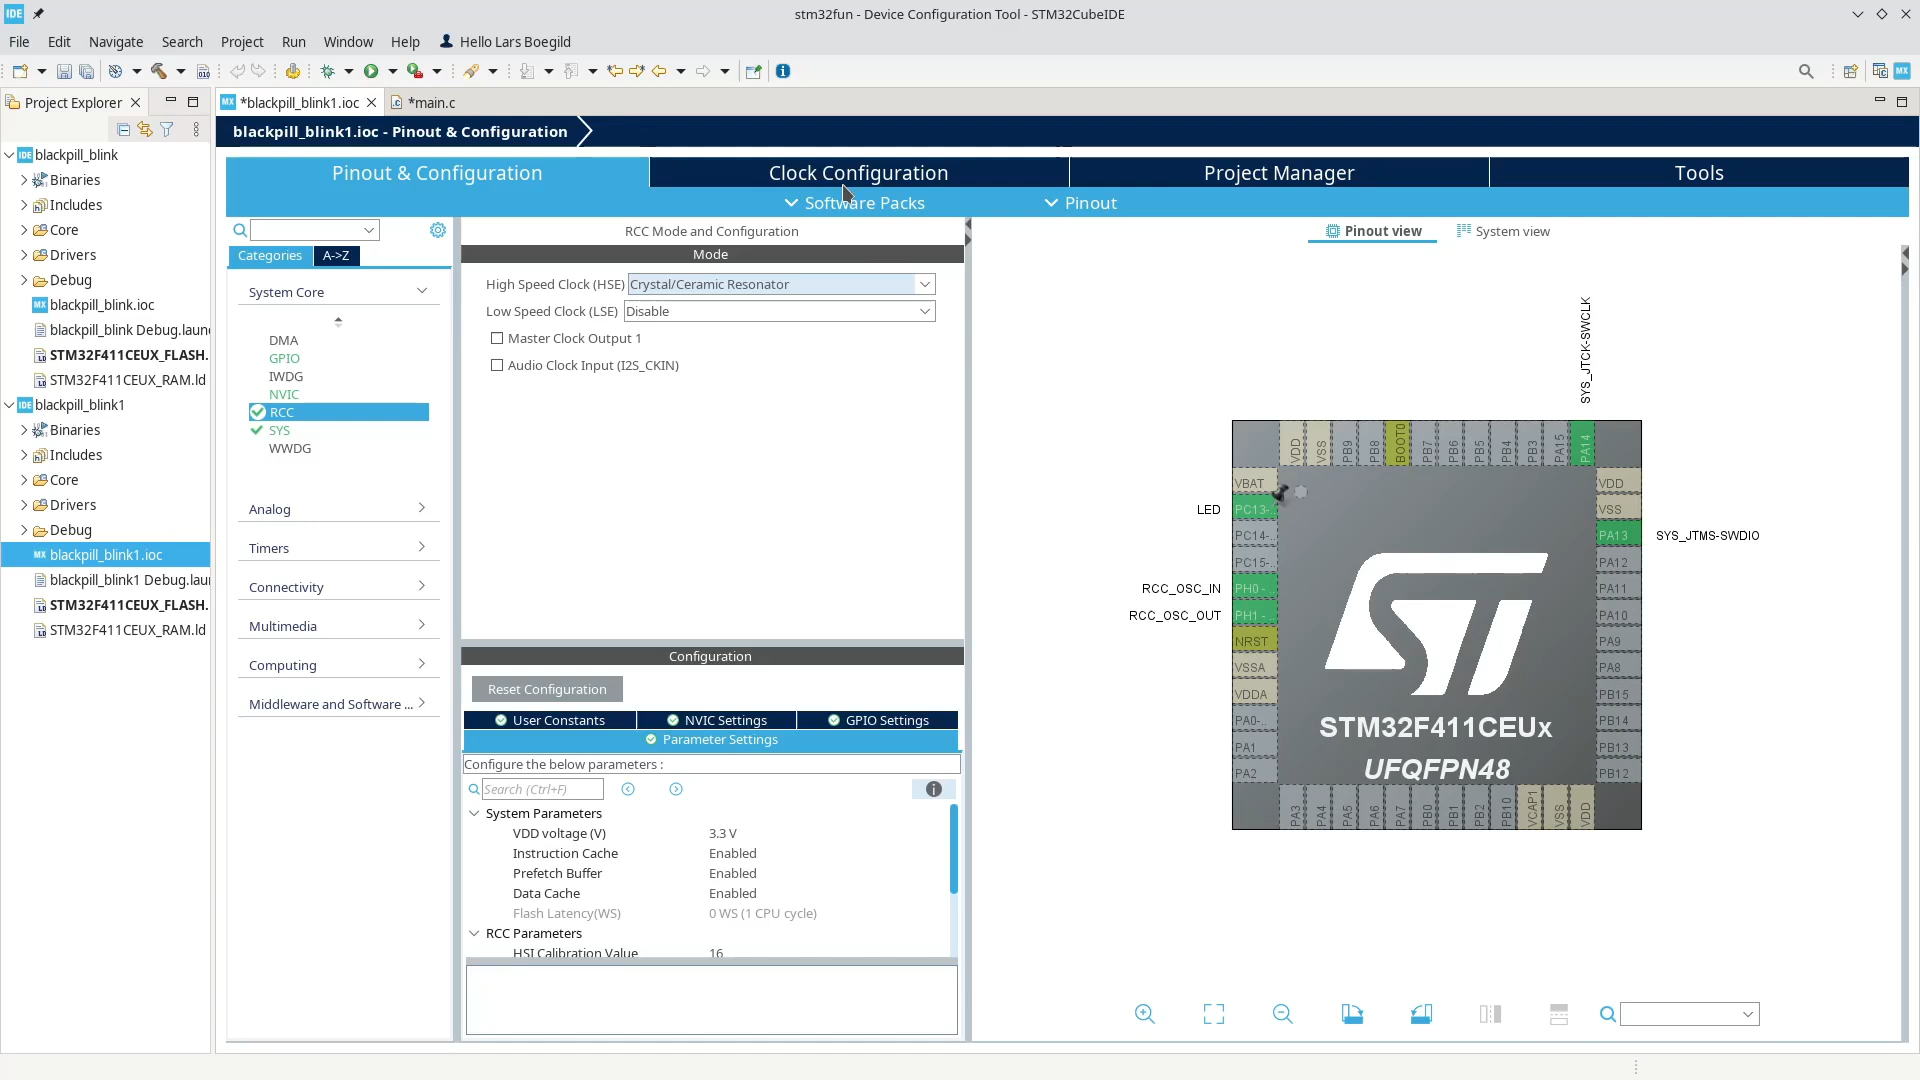 IDE
stm32fun - Device Configuration Tool - STM32CubeIDE
File Edit Navigate Search Project Run Window Help Hello Lars Boegild
Project Explorer
MX *blackpill_blink1.ioc
*main.c
blackpill_blink1.ioc - Pinout & Configuration
Pinout & Configuration
Clock Configuration
Project Manager
Tools
Software Packs
Pinout
IDE blackpill_blink
Binaries
Includes
Core
Drivers
Debug
MX blackpill_blink.ioc
blackpill_blink Debug.laun
STM32F411CEUX_FLASH.
STM32F411CEUX_RAM.ld
IDE blackpill_blink1
Binaries
Includes
Core
Drivers
Debug
MX blackpill_blink1.ioc
blackpill_blink1 Debug.lau
STM32F411CEUX_FLASH.
STM32F411CEUX_RAM.ld
Categories A->Z
System Core
DMA
GPIO
IWDG
NVIC
RCC
SYS
WWDG
Analog
Timers
Connectivity
Multimedia
Computing
Middleware and Software ...
RCC Mode and Configuration
Mode
High Speed Clock (HSE) Crystal/Ceramic Resonator
Low Speed Clock (LSE) Disable
Master Clock Output 1
Audio Clock Input (I2S_CKIN)
Configuration
Reset Configuration
User Constants
NVIC Settings
GPIO Settings
Parameter Settings
Configure the below parameters :
Search (Ctrl+F)
System Parameters
VDD voltage (V) 3.3 V
Instruction Cache Enabled
Prefetch Buffer Enabled
Data Cache Enabled
Flash Latency(WS) 0 WS (1 CPU cycle)
RCC Parameters
HSI Calibration Value 16
Pinout view
System view
SYS_JTCK-SWCLK
VDD
VSS
PB9
PB8
BOOT0
PB7
PB6
PB5
PB4
PB3
PA15
PA14
LED
RCC_OSC_IN
RCC_OSC_OUT
VBAT
PC13-..
PC14-..
PC15-..
PH0 - ..
PH1 - ..
NRST
VSSA
VDDA
PA0-..
PA1
PA2
STM32F411CEUx
UFQFPN48
VDD
VSS
PA13
PA12
PA11
PA10
PA9
PA8
PB15
PB14
PB13
PB12
SYS_JTMS-SWDIO
PA3
PA4
PA5
PA6
PA7
PB0
PB1
PB2
PB10
VCAP1
VSS
VDD